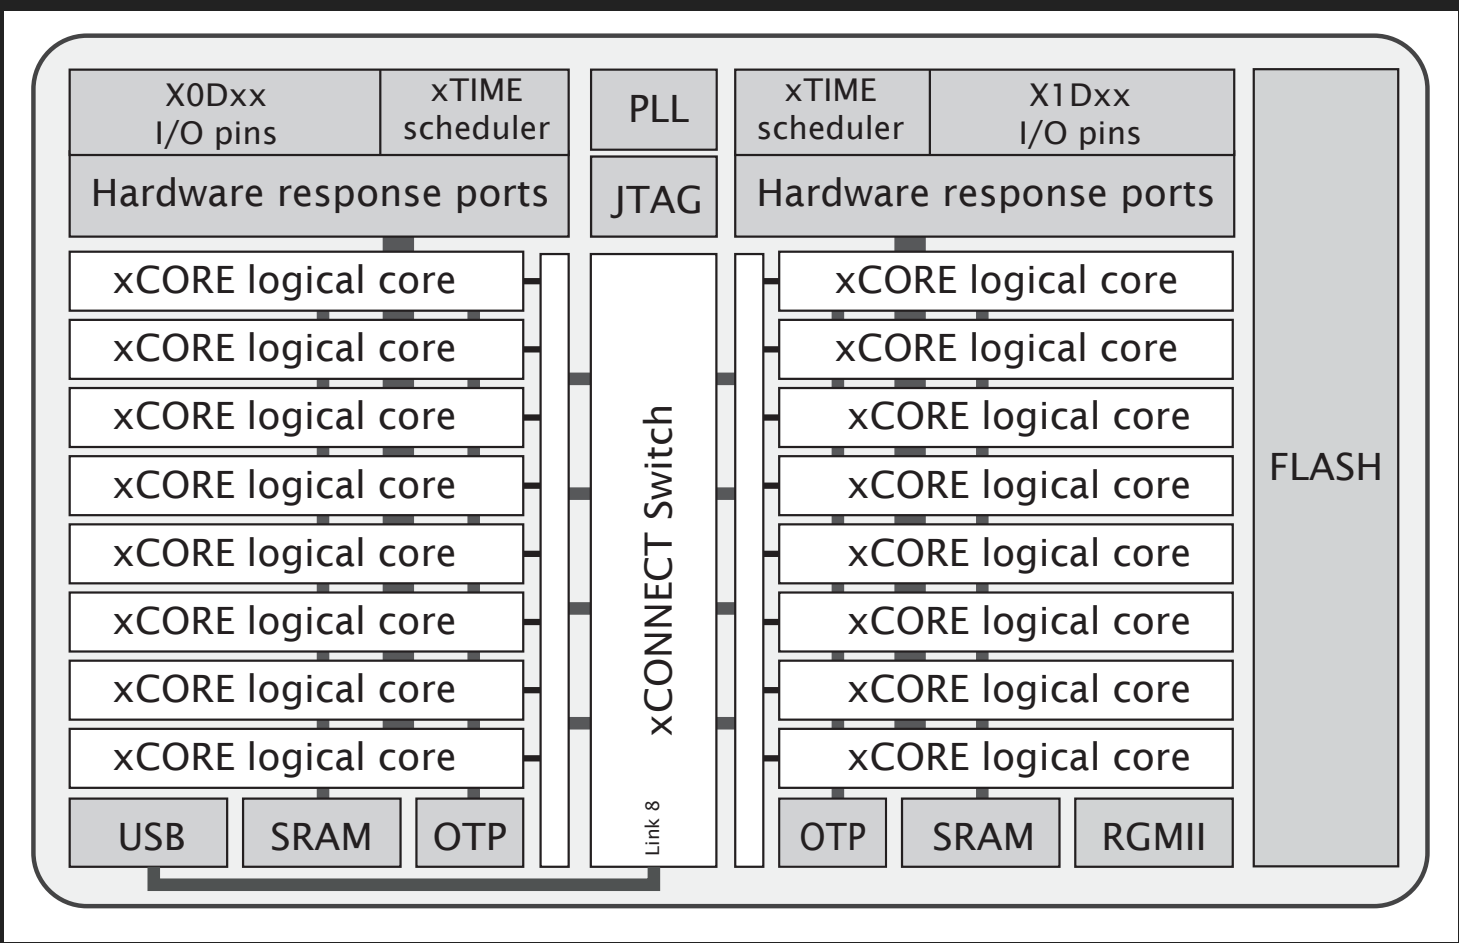 X0Dxx
I/O pins
xTIME
scheduler
Hardware response ports
PLL
JTAG
xTIME
scheduler
X1Dxx
I/O pins
Hardware response ports
xCORE logical core
xCORE logical core
xCORE logical core
xCORE logical core
xCORE logical core
xCORE logical core
xCORE logical core
xCORE logical core
USB
SRAM
OTP
xCONNECT Switch
Link 8
xCORE logical core
xCORE logical core
xCORE logical core
xCORE logical core
xCORE logical core
xCORE logical core
xCORE logical core
xCORE logical core
OTP
SRAM
RGMII
FLASH